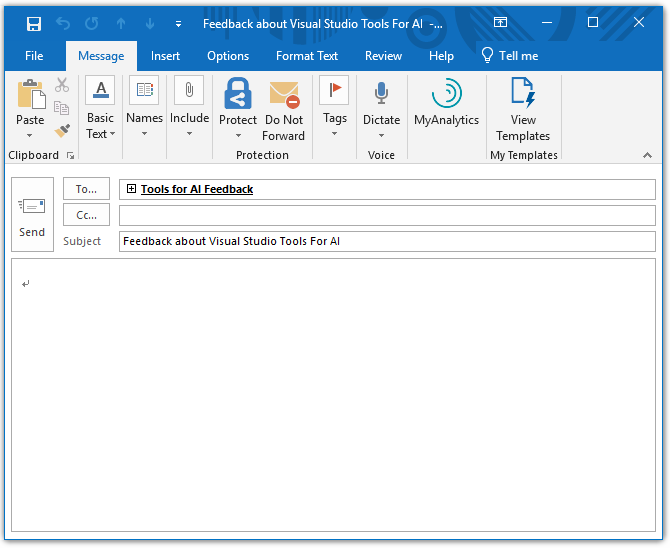 Feedback about Visual Studio Tools For AI -...
File Message Insert Options Format Text Review Help Tell me
Paste Basic Text Names Include Protect Do Not Forward Tags Dictate MyAnalytics View Templates
Clipboard Protection Voice My Templates
To... Tools for AI Feedback
Cc...
Send
Subject Feedback about Visual Studio Tools For AI